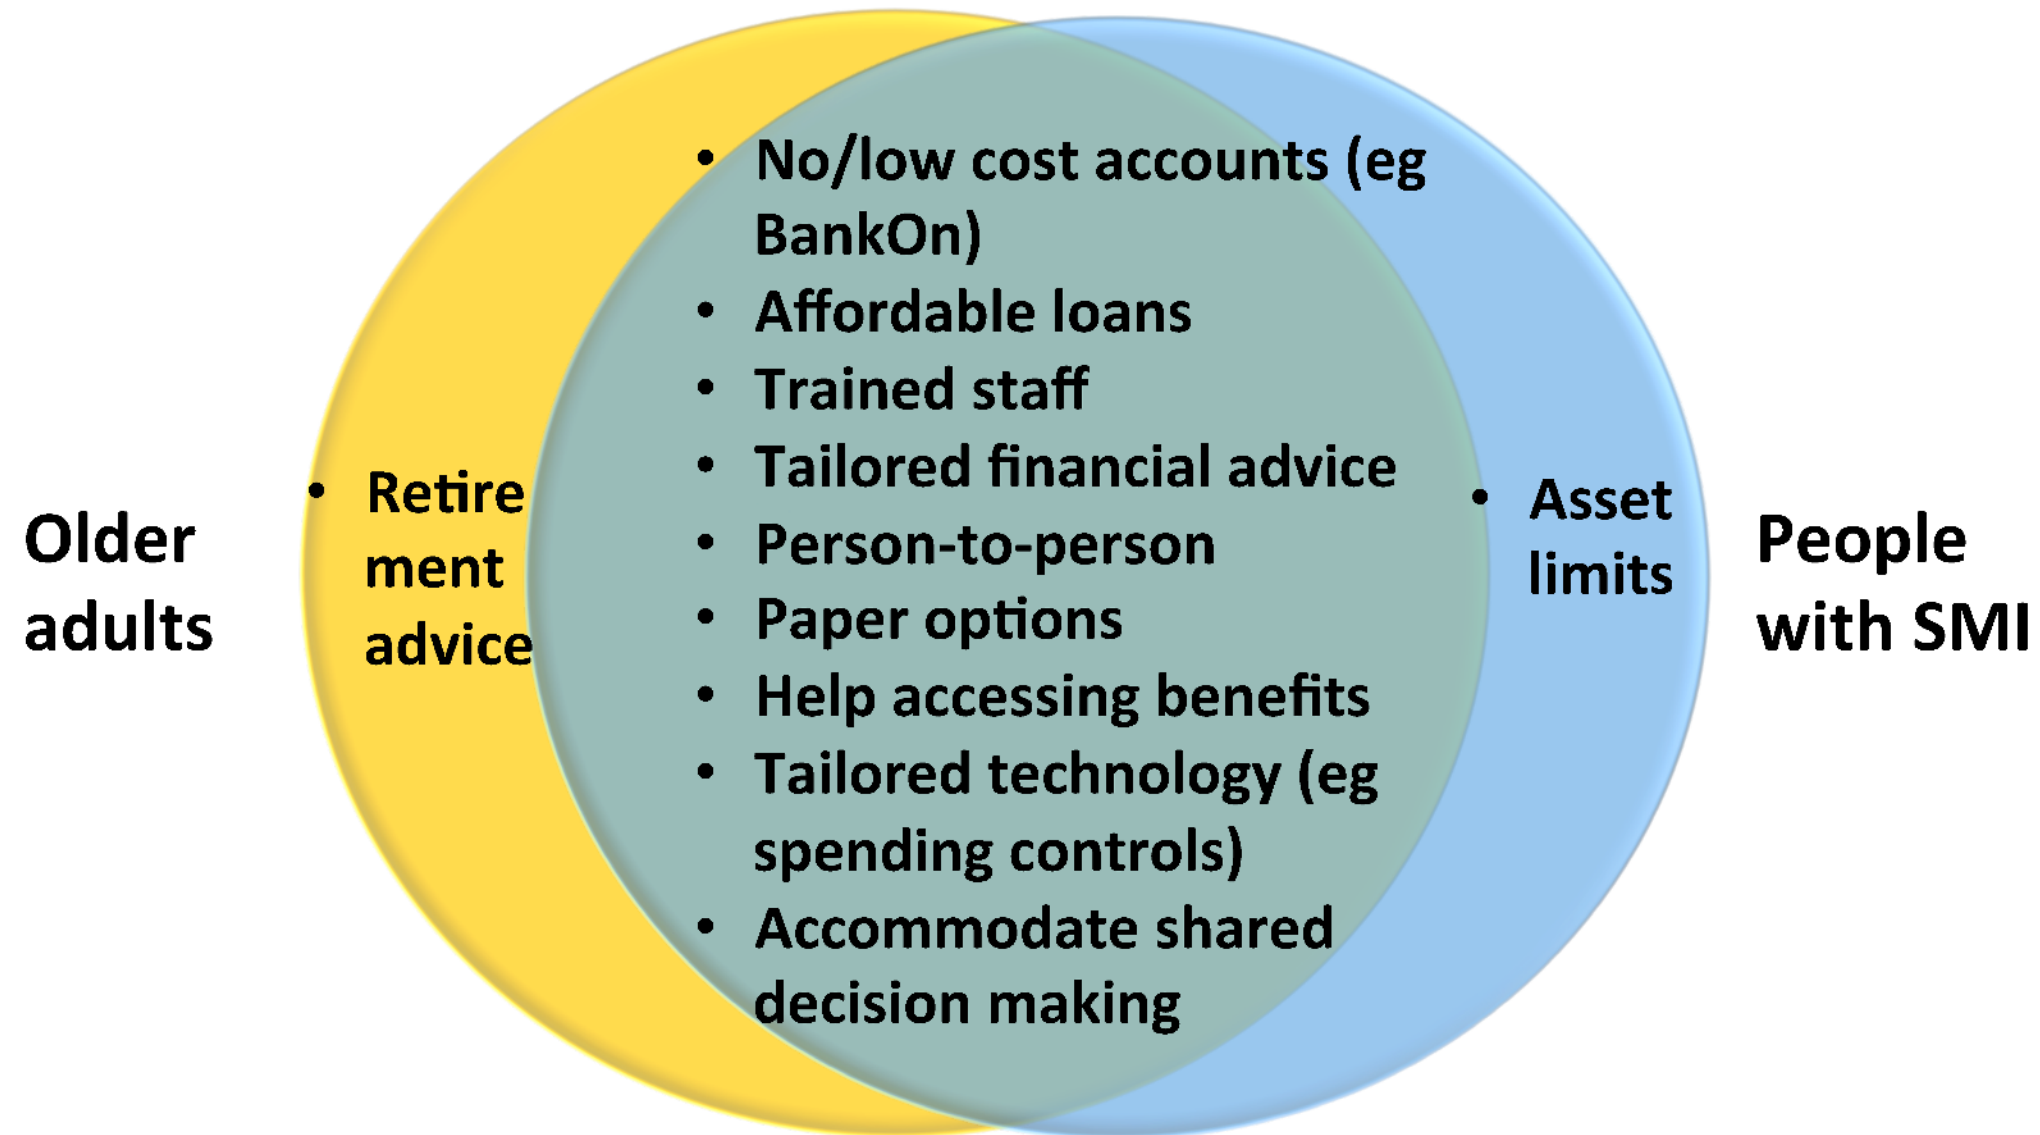 Older
adults
• Retire
ment
advice
• No/low cost accounts (eg
BankOn)
• Affordable loans
• Trained staff
• Tailored financial advice
• Person-to-person
• Paper options
• Help accessing benefits
• Tailored technology (eg
spending controls)
• Accommodate shared
decision making
• Asset
limits
People
with SMI